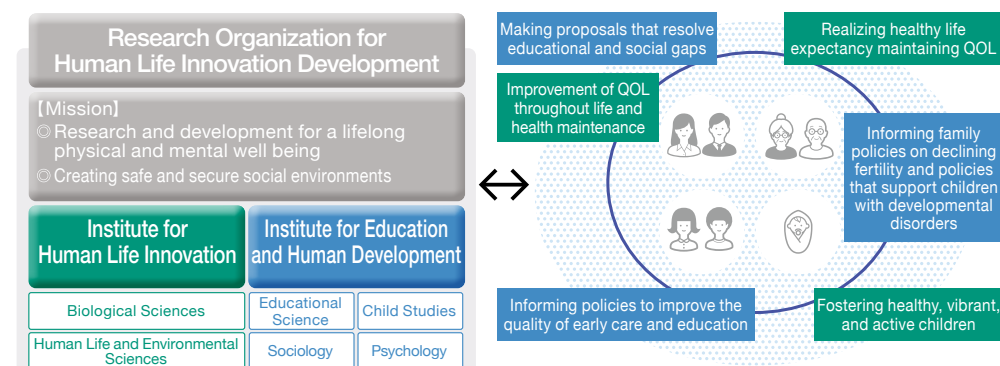 Research Organization for
Human Life Innovation Development
【Mission】
◎Research and development for a lifelong
physical and mental well being
◎Creating safe and secure social environments
Institute for
Human Life Innovation
Institute for Education
and Human Development
Biological Sciences
Educational
Science
Child Studies
Human Life and Environmental
Sciences
Sociology
Psychology
Making proposals that resolve
educational and social gaps
Realizing healthy life
expectancy maintaining QOL
Improvement of QOL
throughout life and
health maintenance
Informing family
policies on declining
fertility and policies
that support children
with developmental
disorders
Informing policies to improve the
quality of early care and education
Fostering healthy, vibrant,
and active children